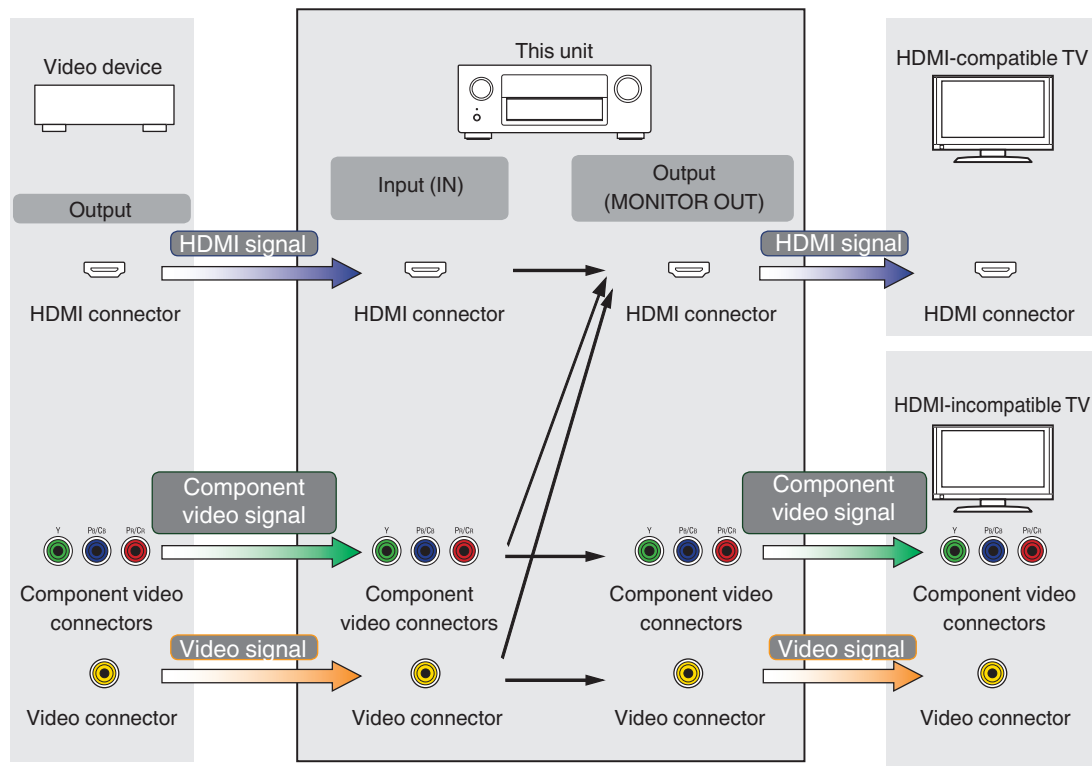 Video device
This unit
HDMI-compatible TV
Output
Input (IN)
Output
(MONITOR OUT)
HDMI signal
HDMI signal
HDMI connector
HDMI connector
HDMI connector
HDMI connector
HDMI-incompatible TV
Component
video signal
Component
video signal
Y PB/CB PR/CR
Y PB/CB PR/CR
Y PB/CB PR/CR
Y PB/CB PR/CR
Component video
connectors
Component
video connectors
Component video
connectors
Component video
connectors
Video signal
Video signal
Video connector
Video connector
Video connector
Video connector